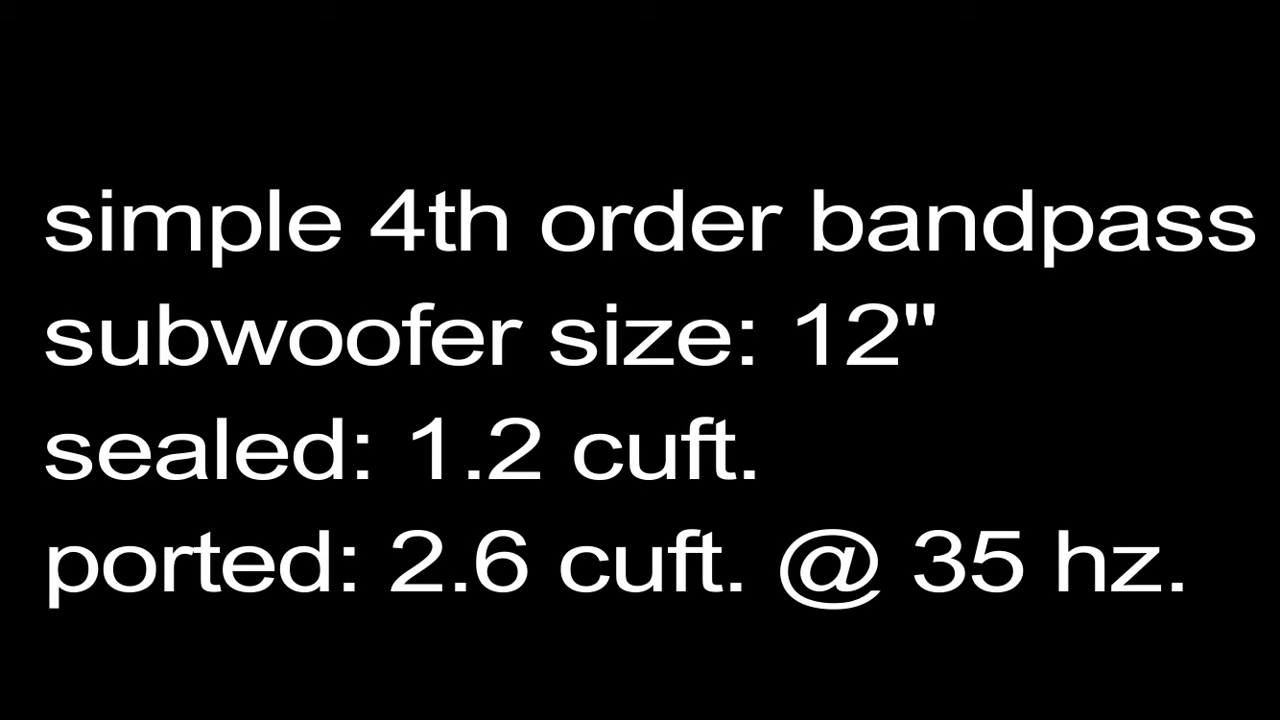 simple 4th order bandpass
subwoofer size: 12"
sealed: 1.2 cuft.
ported: 2.6 cuft. @ 35 hz.